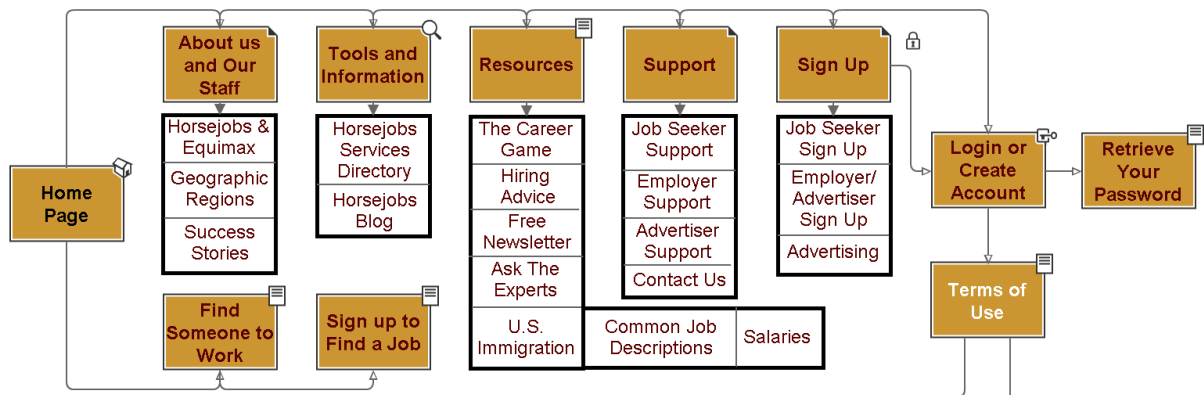 About us
and Our
Staff
Tools and
Information
Resources
Support
Sign Up
Horsejobs &
Equimax
Geographic
Regions
Success
Stories
Horsejobs
Services
Directory
Horsejobs
Blog
The Career
Game
Hiring
Advice
Free
Newsletter
Ask The
Experts
U.S.
Immigration
Common Job
Descriptions
Salaries
Job Seeker
Support
Employer
Support
Advertiser
Support
Contact Us
Job Seeker
Sign Up
Employer/
Advertiser
Sign Up
Advertising
Home
Page
Login or
Create
Account
Retrieve
Your
Password
Terms of
Use
Find
Someone to
Work
Sign up to
Find a Job